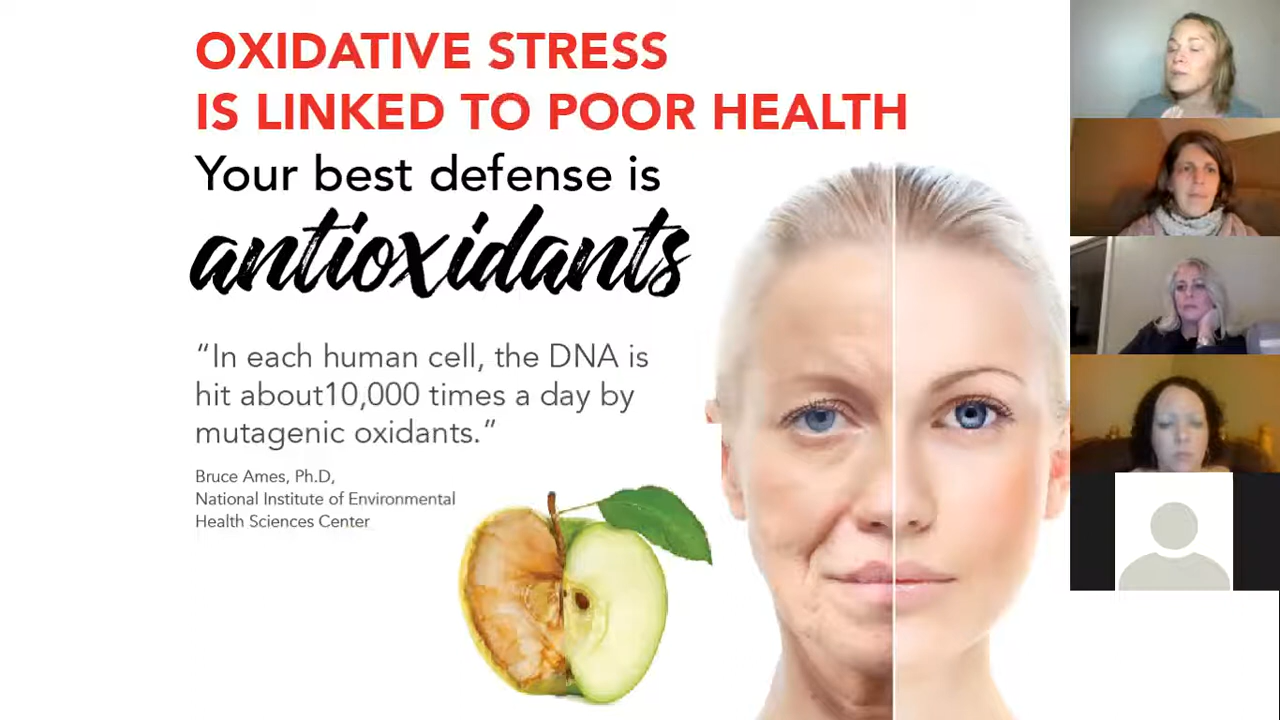 OXIDATIVE STRESS
IS LINKED TO POOR HEALTH
Your best defense is
antioxidants
“In each human cell, the DNA is
hit about10,000 times a day by
mutagenic oxidants.”
Bruce Ames, Ph.D,
National Institute of Environmental
Health Sciences Center